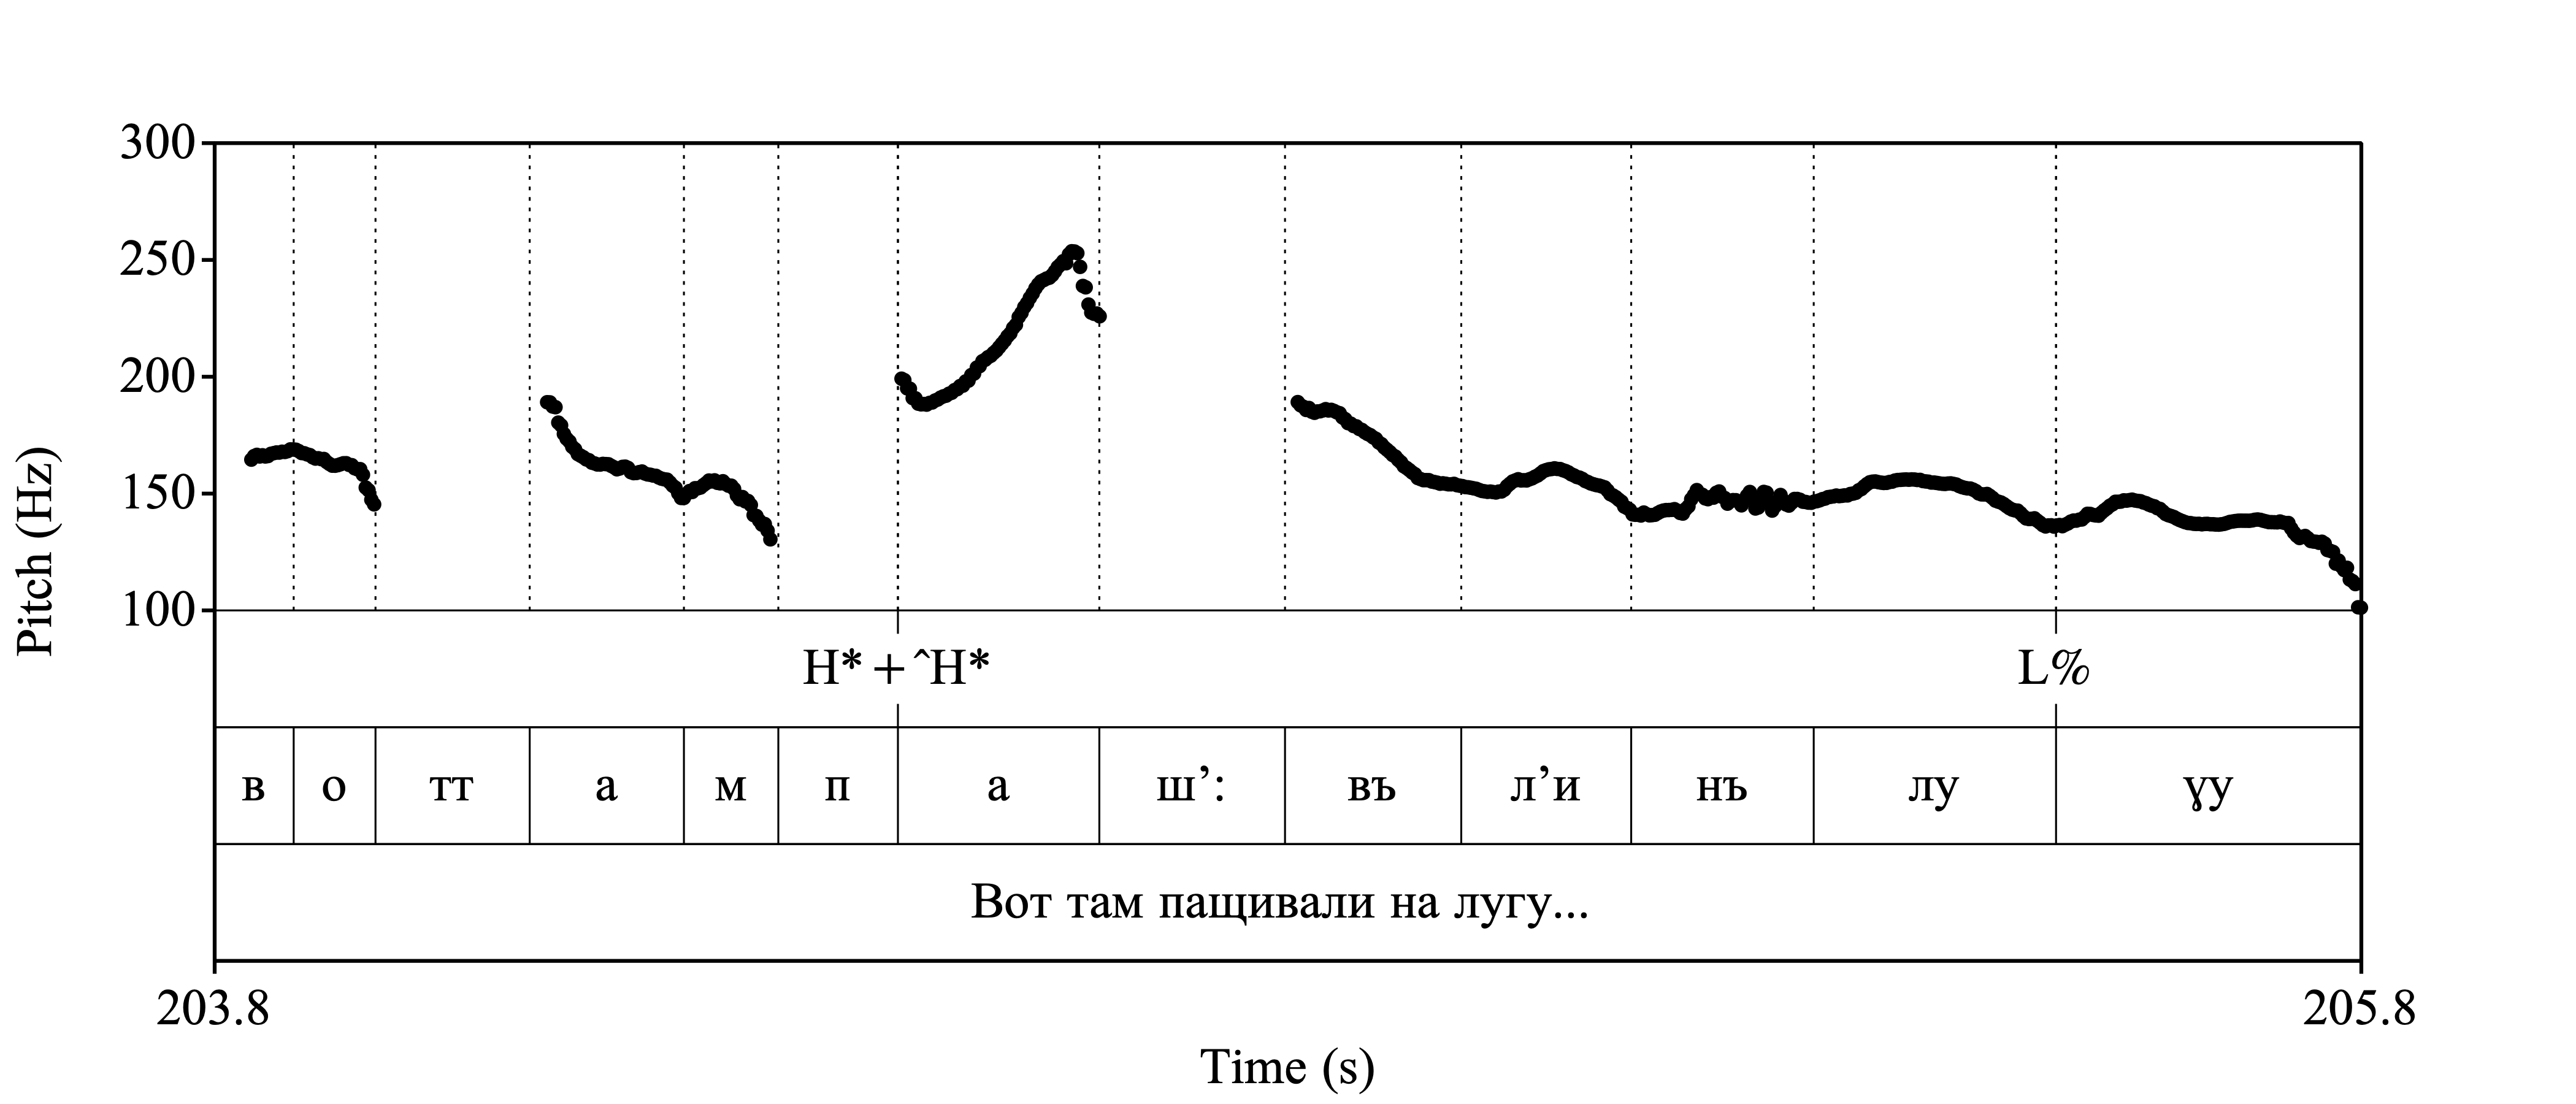 300
250
200
150
100
Pitch (Hz)
H* + ^H* L%
в о тт а м п а ш’: въ л’и нъ лу ɣу
Вот там пащивали на лугу...
203.8 205.8
Time (s)